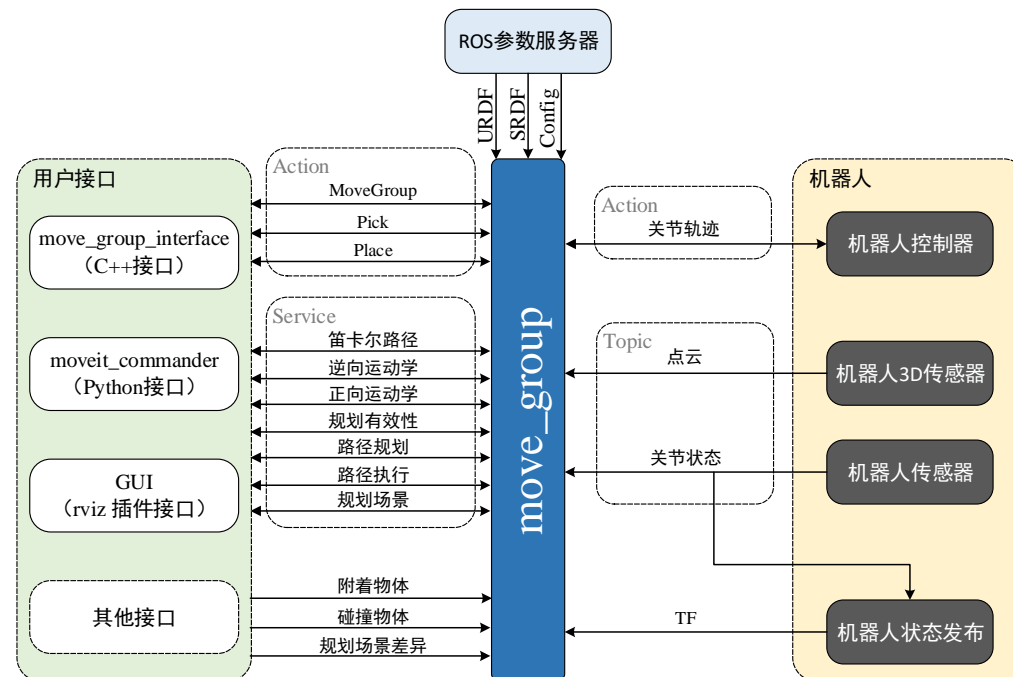 ROS参数服务器
URDF
SRDF
Config
用户接口
move_group_interface
（C++接口）
moveit_commander
（Python接口）
GUI
（rviz 插件接口）
其他接口
Action
MoveGroup
Pick
Place
Service
笛卡尔路径
逆向运动学
正向运动学
规划有效性
路径规划
路径执行
规划场景
附着物体
碰撞物体
规划场景差异
move_group
Action
关节轨迹
Topic
点云
关节状态
TF
机器人
机器人控制器
机器人3D传感器
机器人传感器
机器人状态发布